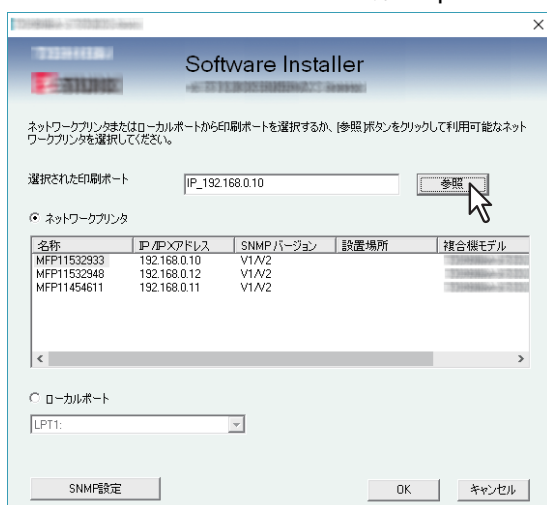 Software Installer
ネットワークプリンタまたはローカルポートから印刷ポートを選択するか、[参照]ボタンをクリックして利用可能なネット
ワークプリンタを選択してください。
選択された印刷ポート IP_192.168.0.10 参照
ネットワークプリンタ
名称 IP/IPXアドレス SNMPバージョン 設置場所 複合機モデル
MFP11532933 192.168.0.10 V1/V2
MFP11532948 192.168.0.12 V1/V2
MFP11454611 192.168.0.11 V1/V2
ローカルポート
LPT1:
SNMP設定 OK キャンセル